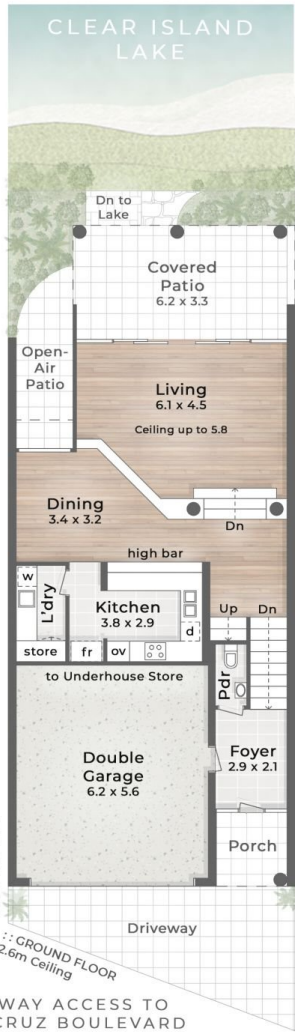 CLEAR ISLAND
LAKE
Dn to
Lake
Covered
Patio
6.2 x 3.3
Open-
Air
Patio
Living
6.1 x 4.5
Ceiling up to 5.8
Dining
3.4 x 3.2
Dn
high bar
w
L'dry
Kitchen
3.8 x 2.9
d
Up
Dn
store
fr
ov
Pdr
to Underhouse Store
Double
Garage
6.2 x 5.6
Foyer
2.9 x 2.1
Porch
Driveway
:: GROUND FLOOR
2.6m Ceiling
WAY ACCESS TO
CRUZ BOULEVARD